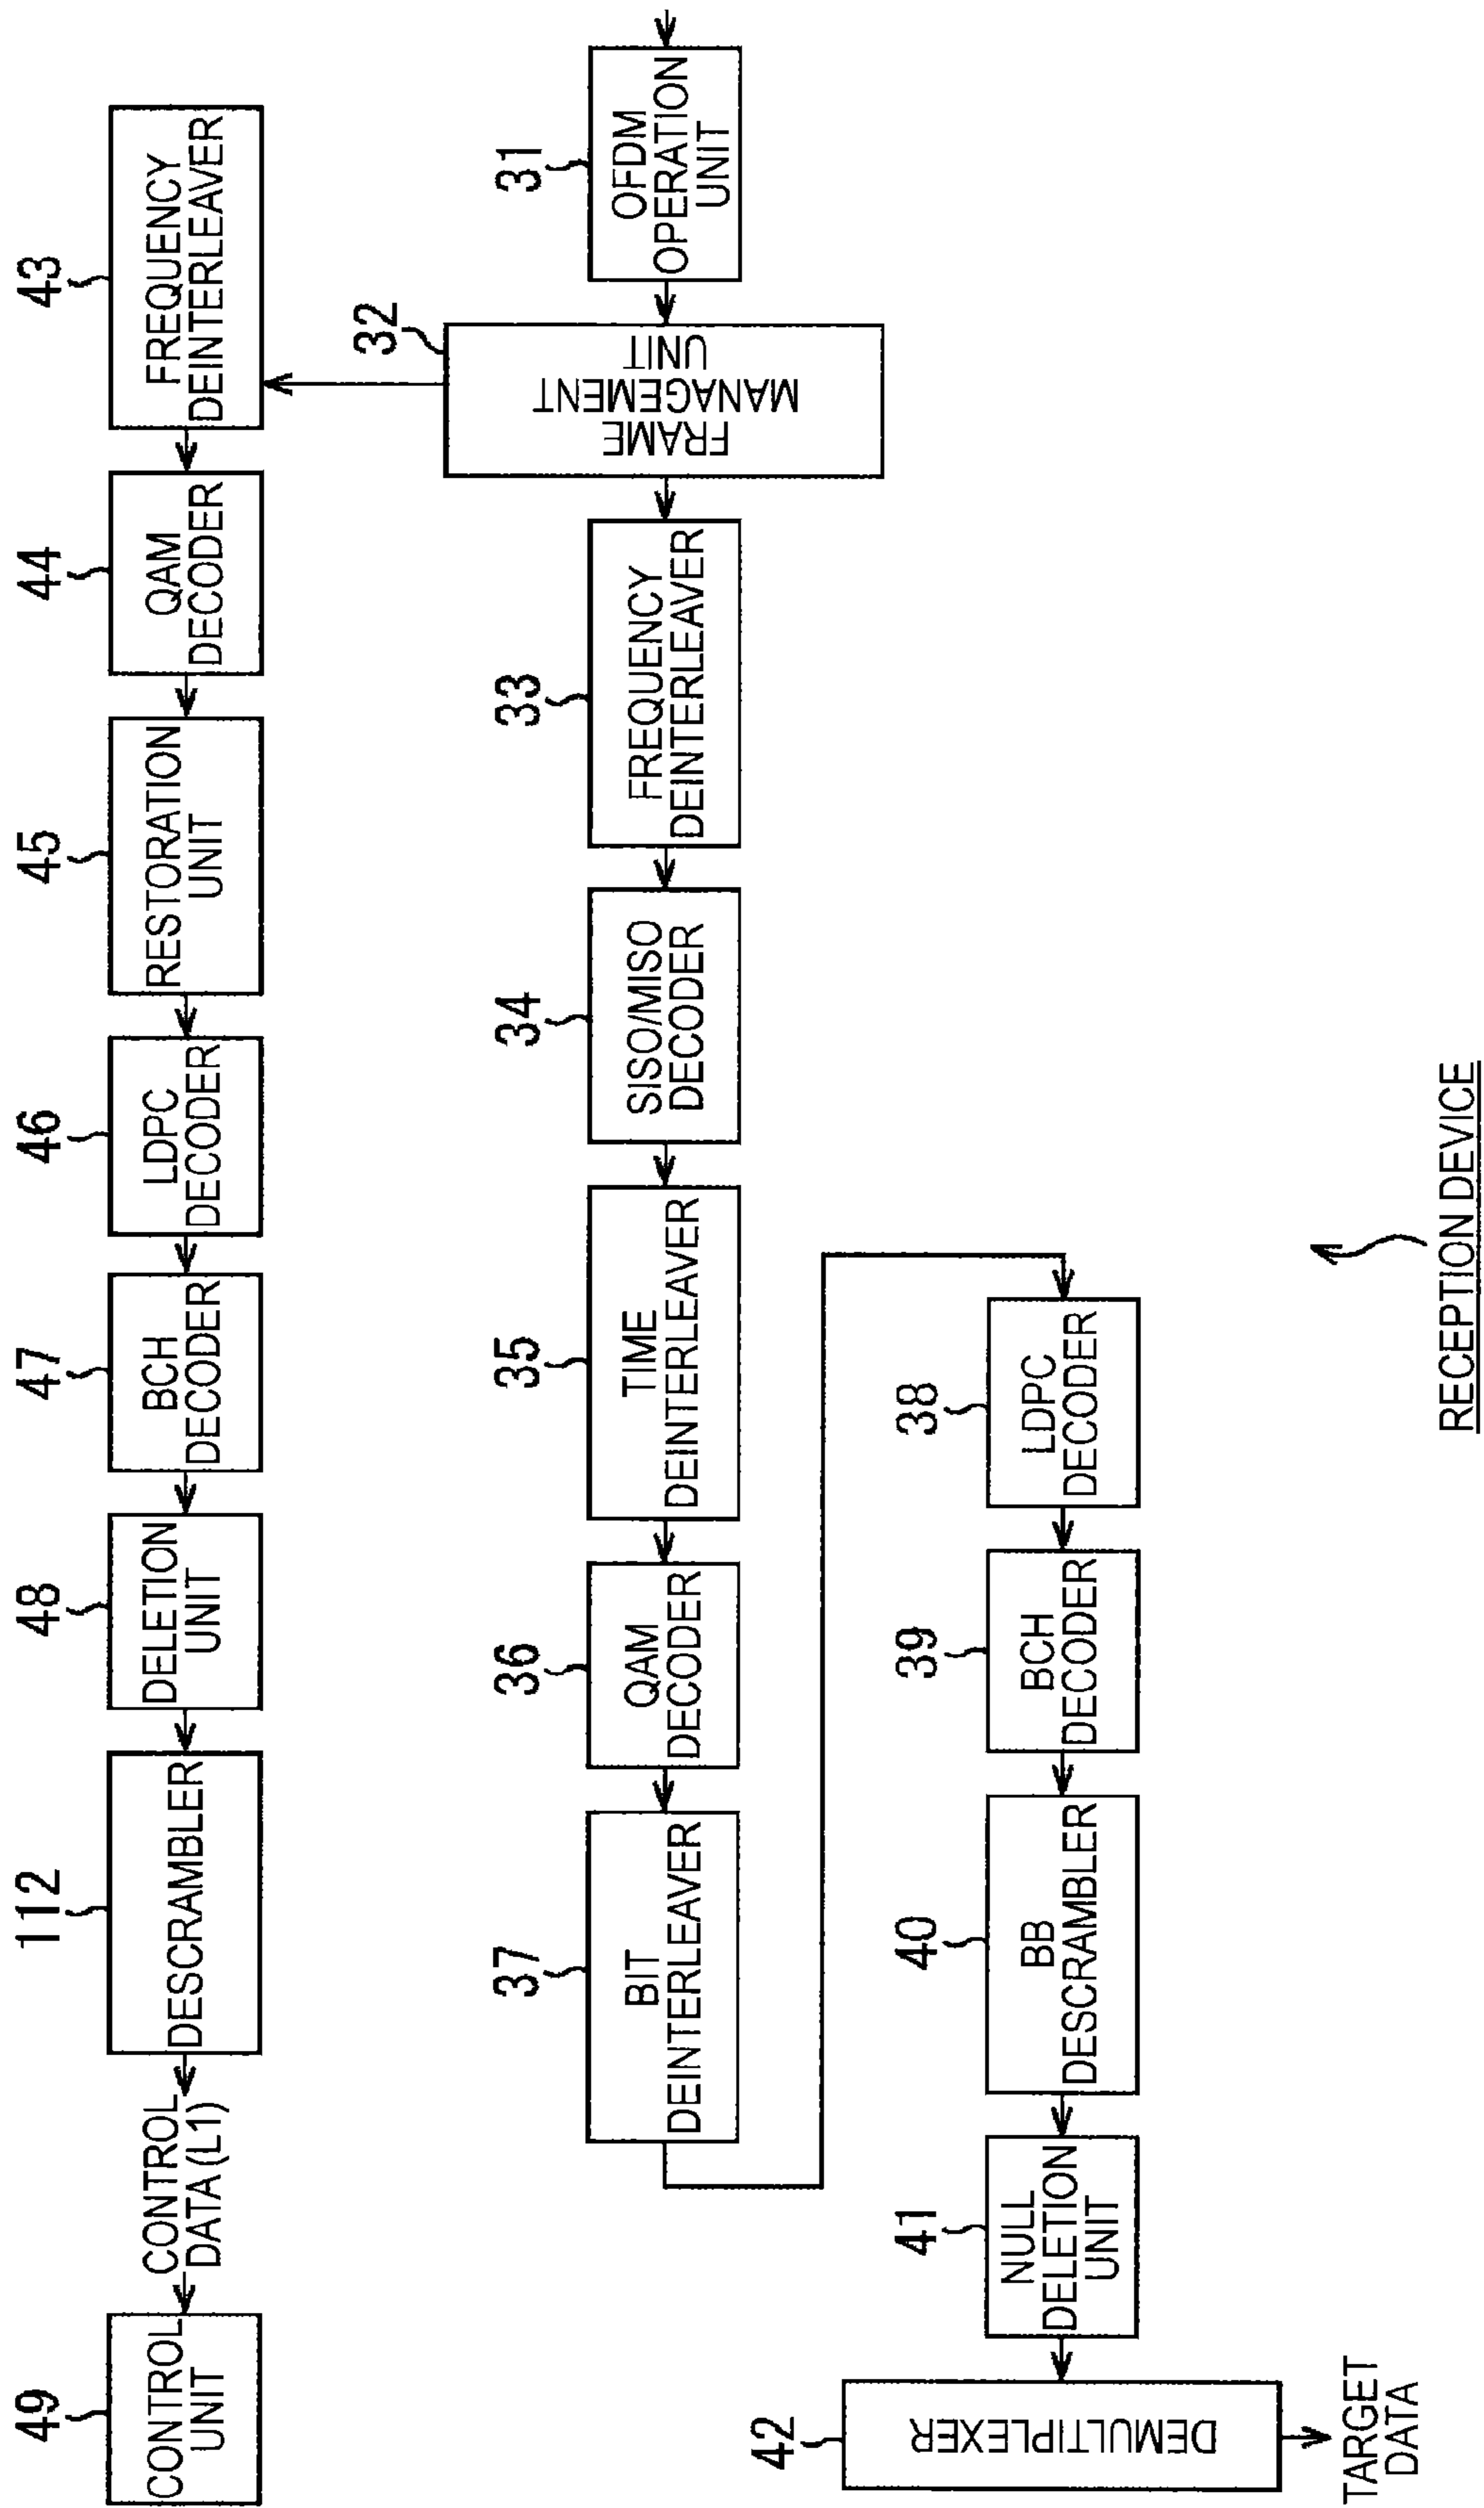 49
CONTROL
UNIT
CONTROL
DATA(L1)
112
DESCRAMBLER
48
DELETION
UNIT
47
BCH
DECODER
46
LDPC
DECODER
45
RESTORATION
UNIT
44
QAM
DECODER
43
FREQUENCY
DEINTERLEAVER
37
BIT
DEINTERLEAVER
36
QAM
DECODER
35
TIME
DEINTERLEAVER
34
SISO/MISO
DECODER
33
FREQUENCY
DEINTERLEAVER
32
FRAME
MANAGEMENT
UNIT
31
OFDM
OPERATION
UNIT
42
DEMULTIPLEXER
TARGET
DATA
41
NULL
DELETION
UNIT
40
BB
DESCRAMBLER
39
BCH
DECODER
38
LDPC
DECODER
RECEPTION DEVICE